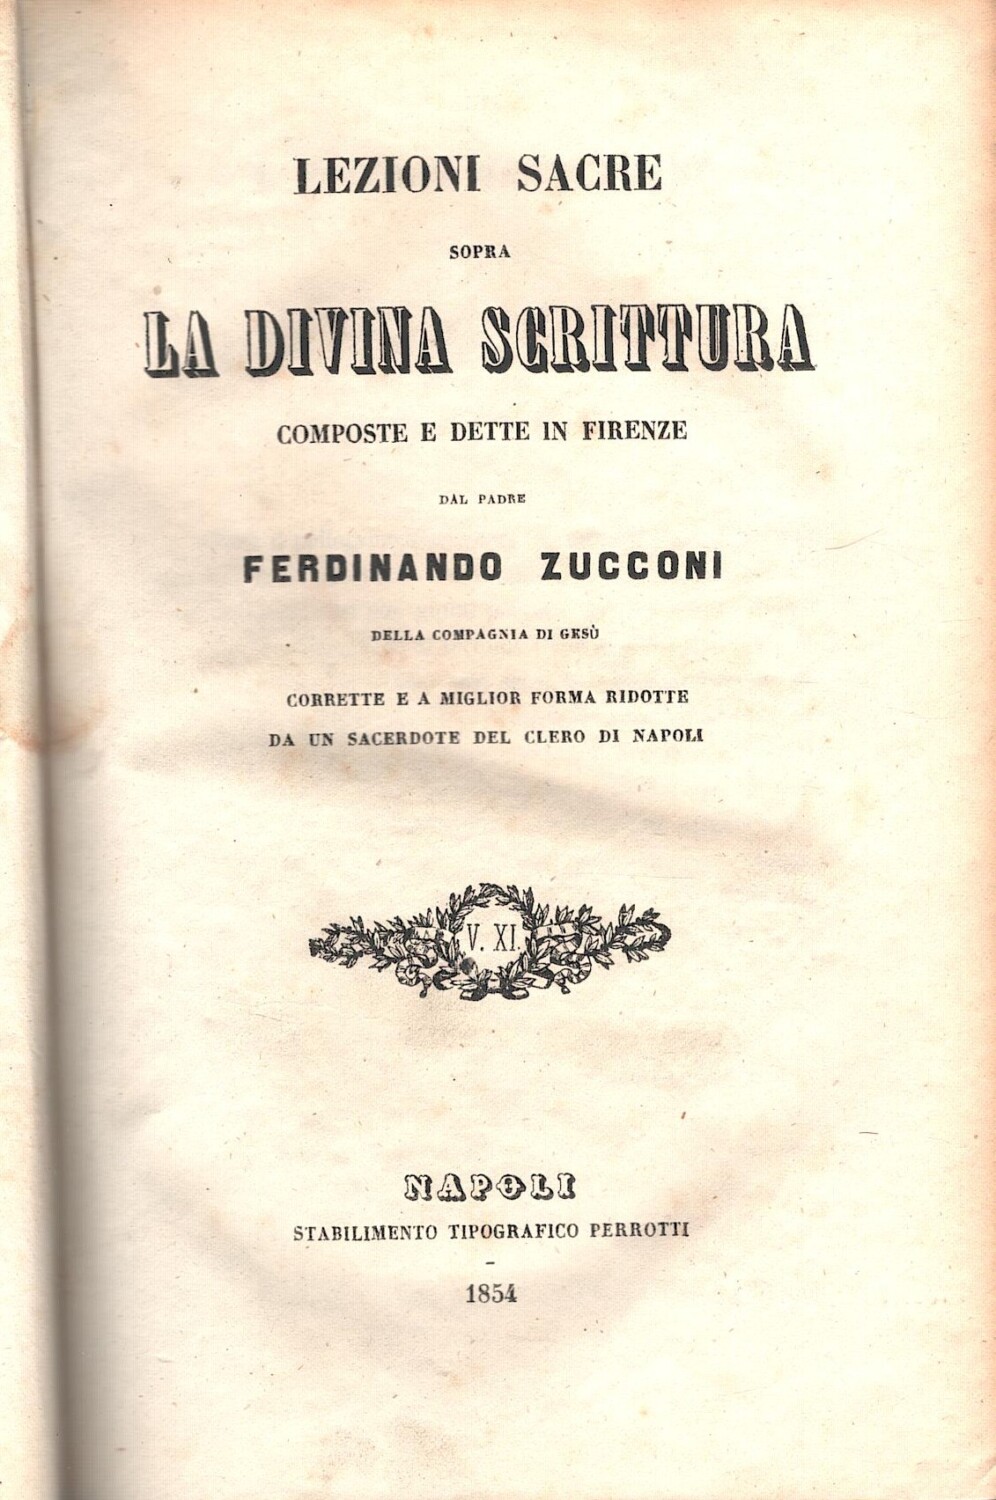 LEZIONI SACRE
SOPRA
LA DIVINA SCRITTURA
COMPOSTE E DETTE IN FIRENZE
DAL PADRE
FERDINANDO ZUCCONI
DELLA COMPAGNIA DI GESÙ
CORRETTE E A MIGLIOR FORMA RIDOTTE
DA UN SACERDOTE DEL CLERO DI NAPOLI
V. XI.
NAPOLI
STABILIMENTO TIPOGRAFICO PERROTTI
-
1854